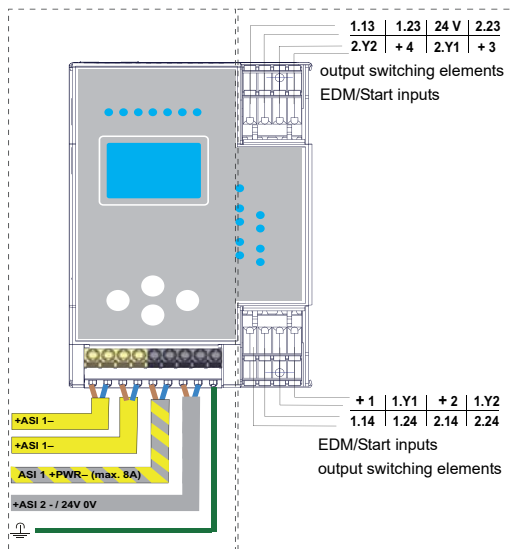 1.13 1.23 24 V 2.23
2.Y2 + 4 2.Y1 + 3
output switching elements
EDM/Start inputs
+ 1 1.Y1 + 2 1.Y2
1.14 1.24 2.14 2.24
EDM/Start inputs
output switching elements
+ASI 1–
+ASI 1–
ASI 1 +PWR– (max. 8A)
+ASI 2 - / 24V 0V